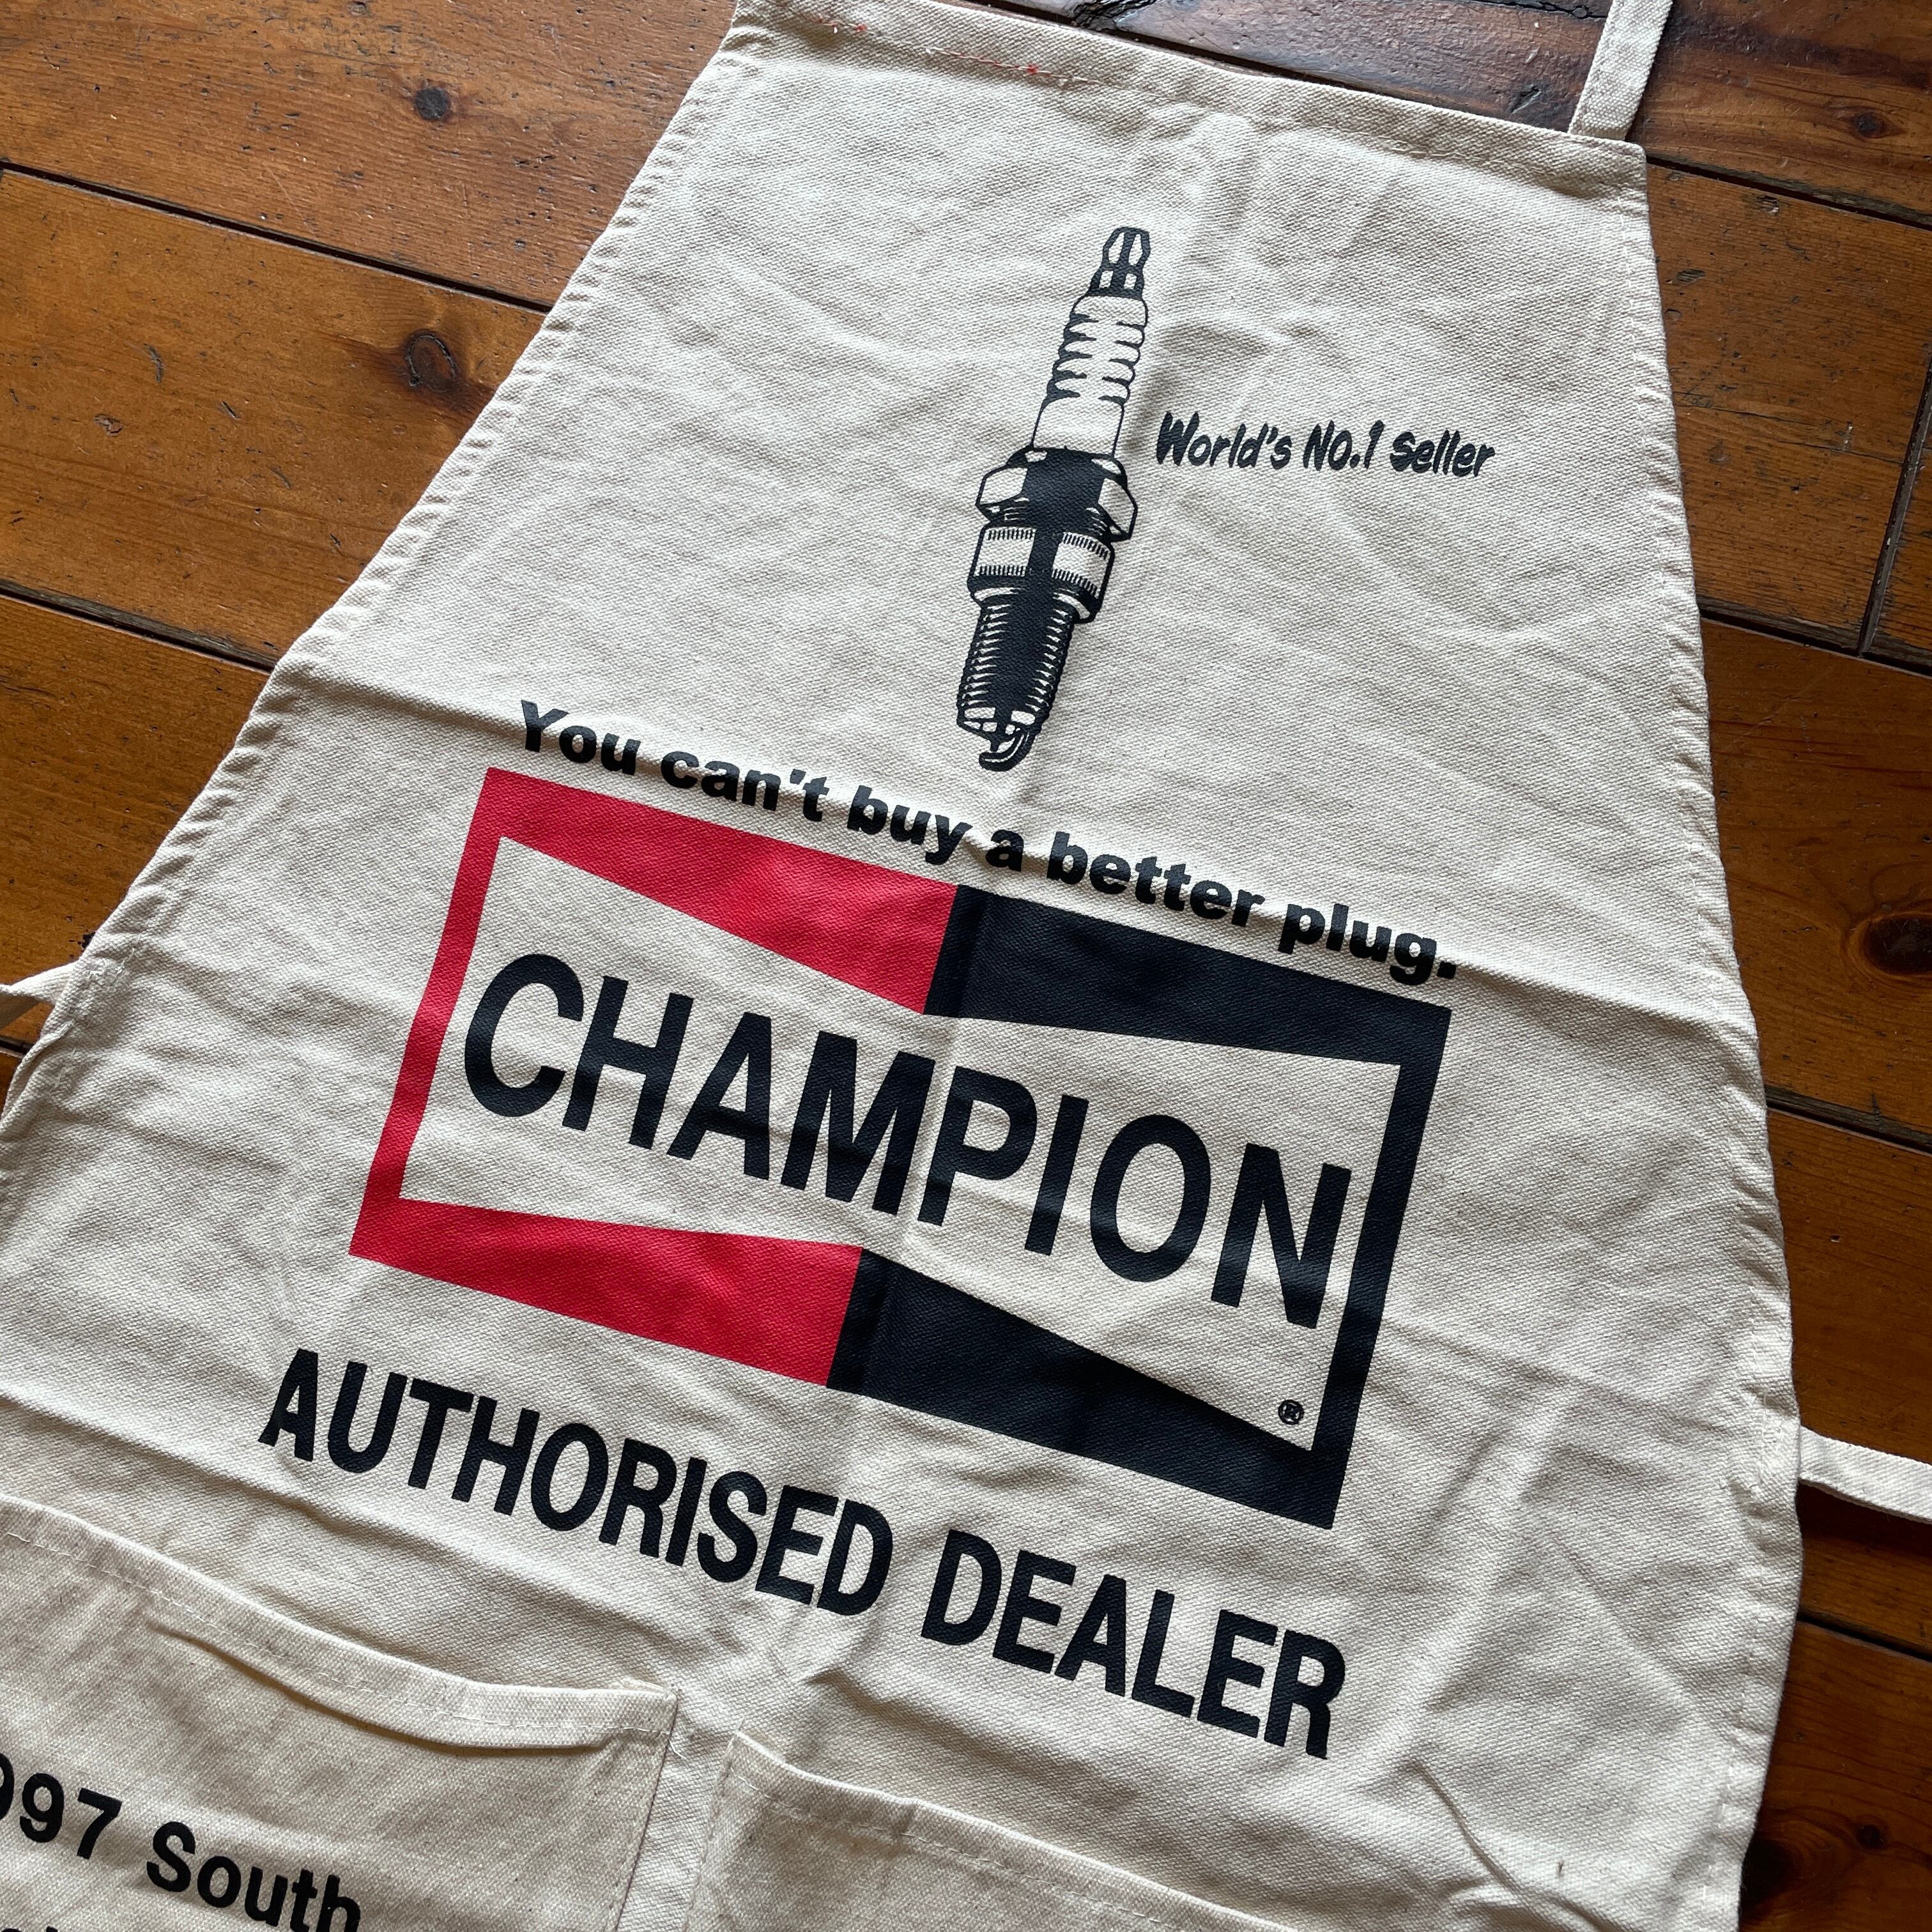 World's No.1 Seller
You can't buy a better plug.
CHAMPION
®
AUTHORISED DEALER
997 South